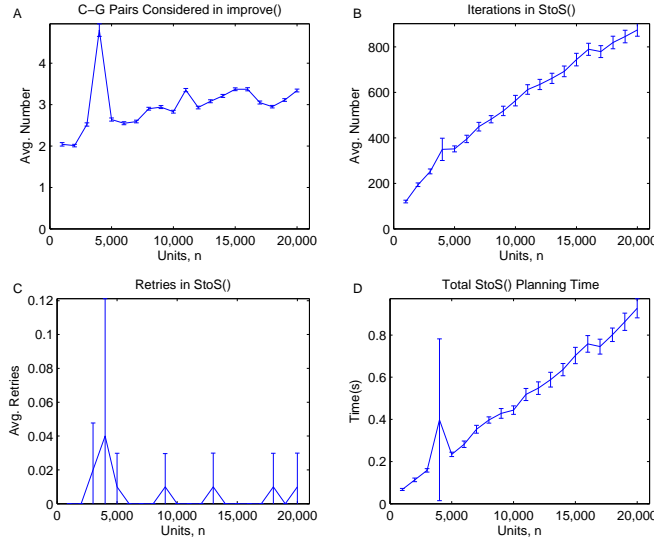 A
C−G Pairs Considered in improve()
4
3
2
1
0
Avg. Number
0
5,000
10,000
15,000
20,000
Units, n
B
Iterations in StoS()
800
600
400
200
0
Avg. Number
0
5,000
10,000
15,000
20,000
Units, n
C
Retries in StoS()
0.12
0.1
0.08
0.06
0.04
0.02
0
Avg. Retries
0
5,000
10,000
15,000
20,000
Units, n
D
Total StoS() Planning Time
0.8
0.6
0.4
0.2
0
Time(s)
0
5,000
10,000
15,000
20,000
Units, n